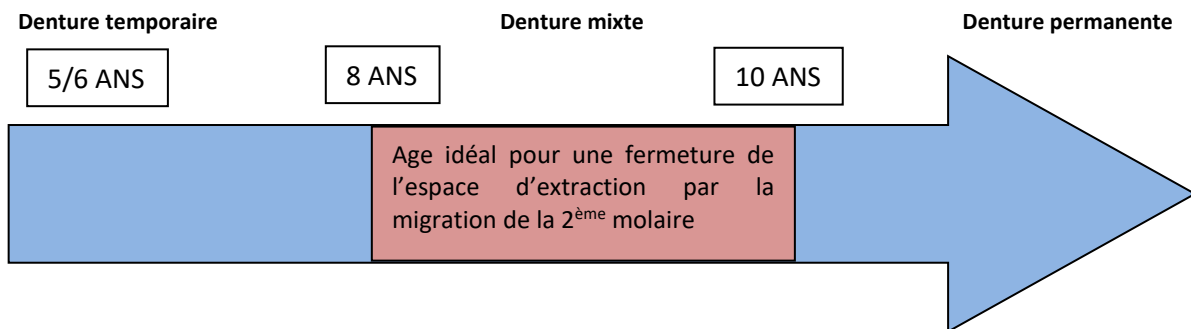 Denture temporaire Denture mixte Denture permanente
5/6 ANS 8 ANS 10 ANS
Age idéal pour une fermeture de
l’espace d’extraction par la
migration de la 2ème molaire